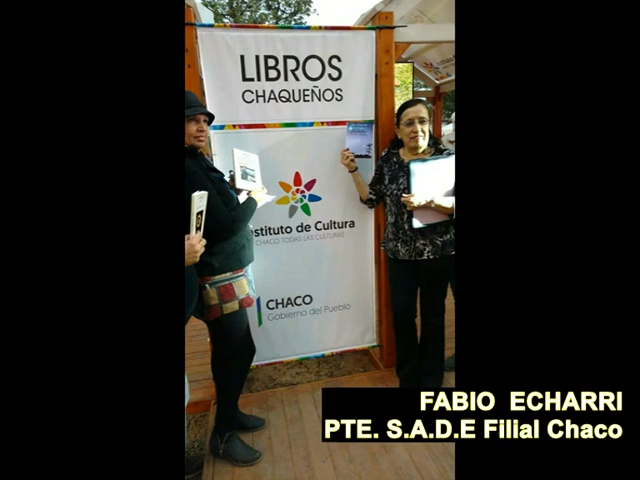 LIBROS
CHAQUEÑOS
Instituto de Cultura
CHACO TODAS LAS CULTURAS
CHACO
Gobierno del Pueblo
FABIO ECHARRI
PTE. S.A.D.E Filial Chaco